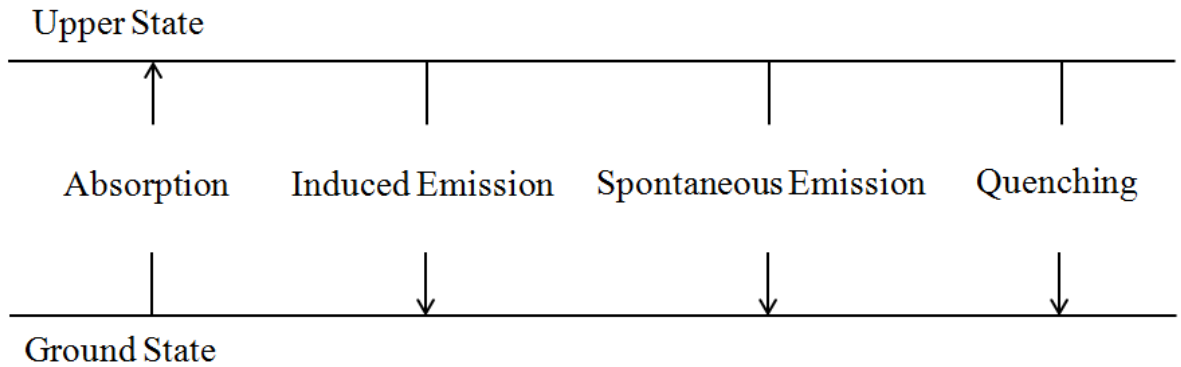 Upper State
Absorption
Induced Emission
Spontaneous Emission
Quenching
Ground State